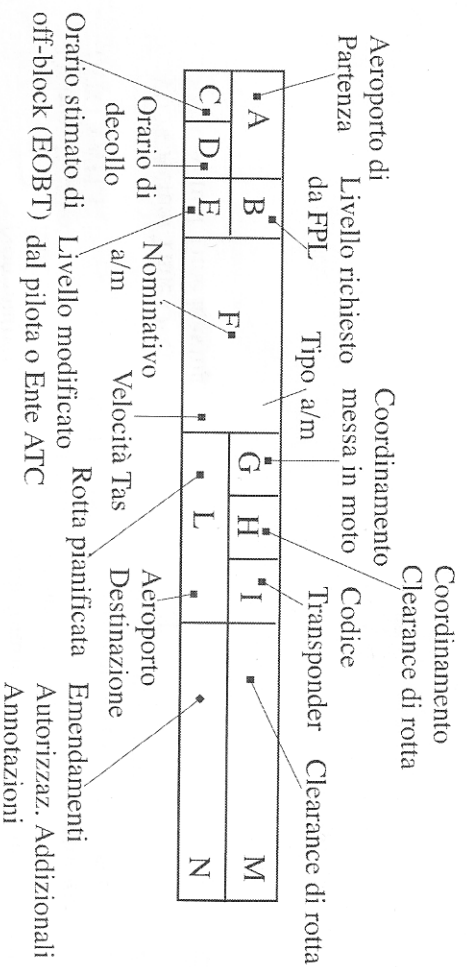 Aeroporto di
Partenza
Livello richiesto
da FPL
Tipo a/m
Coordinamento
messa in moto
Coordinamento
Clearance di rotta
Codice
Transponder
Clearance di rotta
A
B
C
D
E
F
G
H
I
L
M
N
Orario stimato di
off-block (EOBT)
Orario di
decollo
Livello modificato
dal pilota o Ente ATC
Nominativo
a/m
Velocità Tas
Rotta pianificata
Aeroporto
Destinazione
Emendamenti
Autorizzaz. Addizionali
Annotazioni